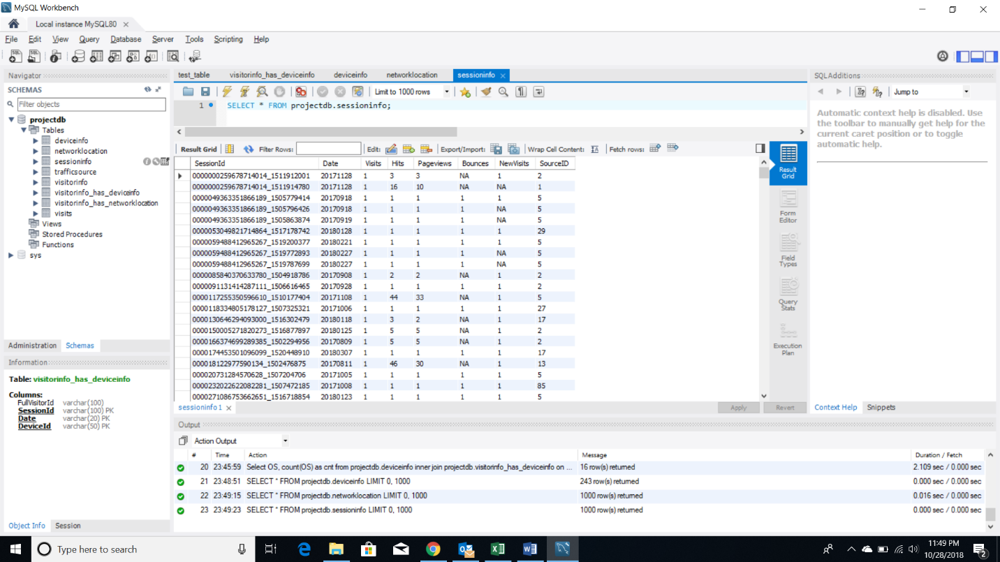 MySQL Workbench
Local instance MySQL80
File Edit View Query Database Server Tools Scripting Help
Navigator
SCHEMAS
Filter objects
projectdb
Tables
deviceinfo
networklocation
sessioninfo
trafficsource
visitorinfo
visitorinfo_has_deviceinfo
visitorinfo_has_networklocation
visits
Views
Stored Procedures
Functions
sys
Administration Schemas
Information
Table: visitorinfo_has_deviceinfo
Columns:
FullVisitorId varchar(100)
SessionId varchar(100) PK
Date varchar(20) PK
DeviceId varchar(50) PK
Object Info Session
test_table visitorinfo_has_deviceinfo deviceinfo networklocation sessioninfo
Limit to 1000 rows
1 SELECT * FROM projectdb.sessioninfo;
Result Grid Filter Rows: Edit: Export/Import: Wrap Cell Content: Fetch rows:
SessionId Date Visits Hits Pageviews Bounces NewVisits SourceID
0000000259678714014_1511912001 20171128 1 3 3 NA 1 2
0000000259678714014_1511914780 20171128 1 16 10 NA NA 1
0000049363351866189_1505779414 20170918 1 1 1 1 1 5
0000049363351866189_1505796426 20170918 1 1 1 1 NA 5
0000049363351866189_1505863874 20170919 1 1 1 1 NA 5
0000053049821714864_1517178742 20180128 1 1 1 1 1 29
0000059488412965267_1519200377 20180221 1 1 1 1 1 5
0000059488412965267_1519772893 20180227 1 1 1 1 NA 5
0000059488412965267_1519787699 20180227 1 1 1 1 NA 5
0000085840370633780_1504918786 20170908 1 2 2 NA 1 2
0000091131414287111_1506616465 20170928 1 1 1 1 1 2
0000117255350596610_1510177404 20171108 1 44 33 NA 1 5
0000118334805178127_1507325321 20171006 1 1 1 1 1 27
0000130646294093000_1516302479 20180118 1 3 2 NA 1 17
0000150005271820273_1516877897 20180125 1 5 5 NA 1 2
0000166374699289385_1502294956 20170809 1 5 5 NA 1 2
0000174453501096099_1520448910 20180307 1 1 1 1 1 17
000018122977590134_1502476875 20170811 1 46 30 NA 1 13
000020731284570628_1507204706 20171005 1 1 1 1 1 5
0000232022622082281_1507472185 20171008 1 1 1 1 1 85
0000271086753662651_1516718854 20180123 1 1 1 1 1 5
Result Grid
Form Editor
Field Types
Query Stats
Execution Plan
sessioninfo 1 Apply Revert
SQLAdditions
Jump to
Automatic context help is disabled. Use
the toolbar to manually get help for the
current caret position or to toggle
automatic help.
Context Help Snippets
Output
Action Output
# Time Action Message Duration / Fetch
20 23:45:59 Select OS, count(OS) as cnt from projectdb.deviceinfo inner join projectdb.visitorinfo_has_deviceinfo on ... 16 row(s) returned 2.109 sec / 0.000 sec
21 23:48:51 SELECT * FROM projectdb.deviceinfo LIMIT 0, 1000 243 row(s) returned 0.000 sec / 0.000 sec
22 23:49:15 SELECT * FROM projectdb.networklocation LIMIT 0, 1000 1000 row(s) returned 0.016 sec / 0.000 sec
23 23:49:23 SELECT * FROM projectdb.sessioninfo LIMIT 0, 1000 1000 row(s) returned 0.000 sec / 0.000 sec
Type here to search
11:49 PM
10/28/2018
2